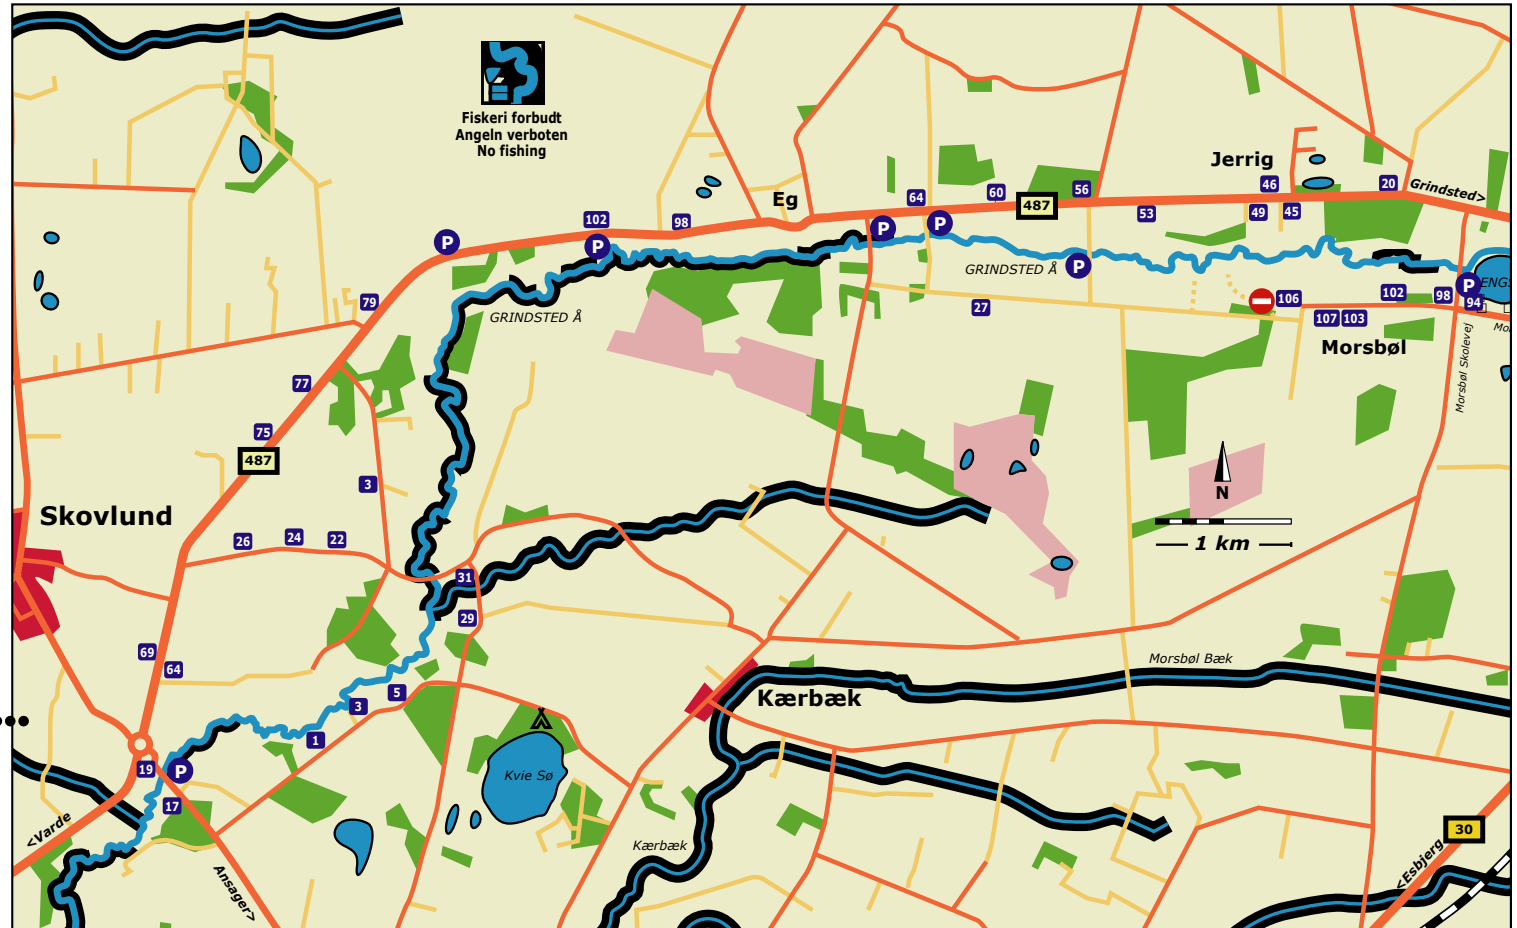 Fiskeri forbudt
Angeln verboten
No fishing
Jerrig
46
20
Grindsted>
Eg
64
60
56
487
53
49
45
102
98
P
P
P
P
P
GRINDSTED Å
P
ENGS
106
102
98
94
79
27
107
103
GRINDSTED Å
Morsbøl
Morsbøl Skolevej
77
75
487
3
N
1 km
Skovlund
26
24
22
31
29
69
64
5
3
1
Morsbøl Bæk
Kærbæk
19
P
17
Kvie Sø
<Varde
Ansager>
Kærbæk
30
<Esbjerg